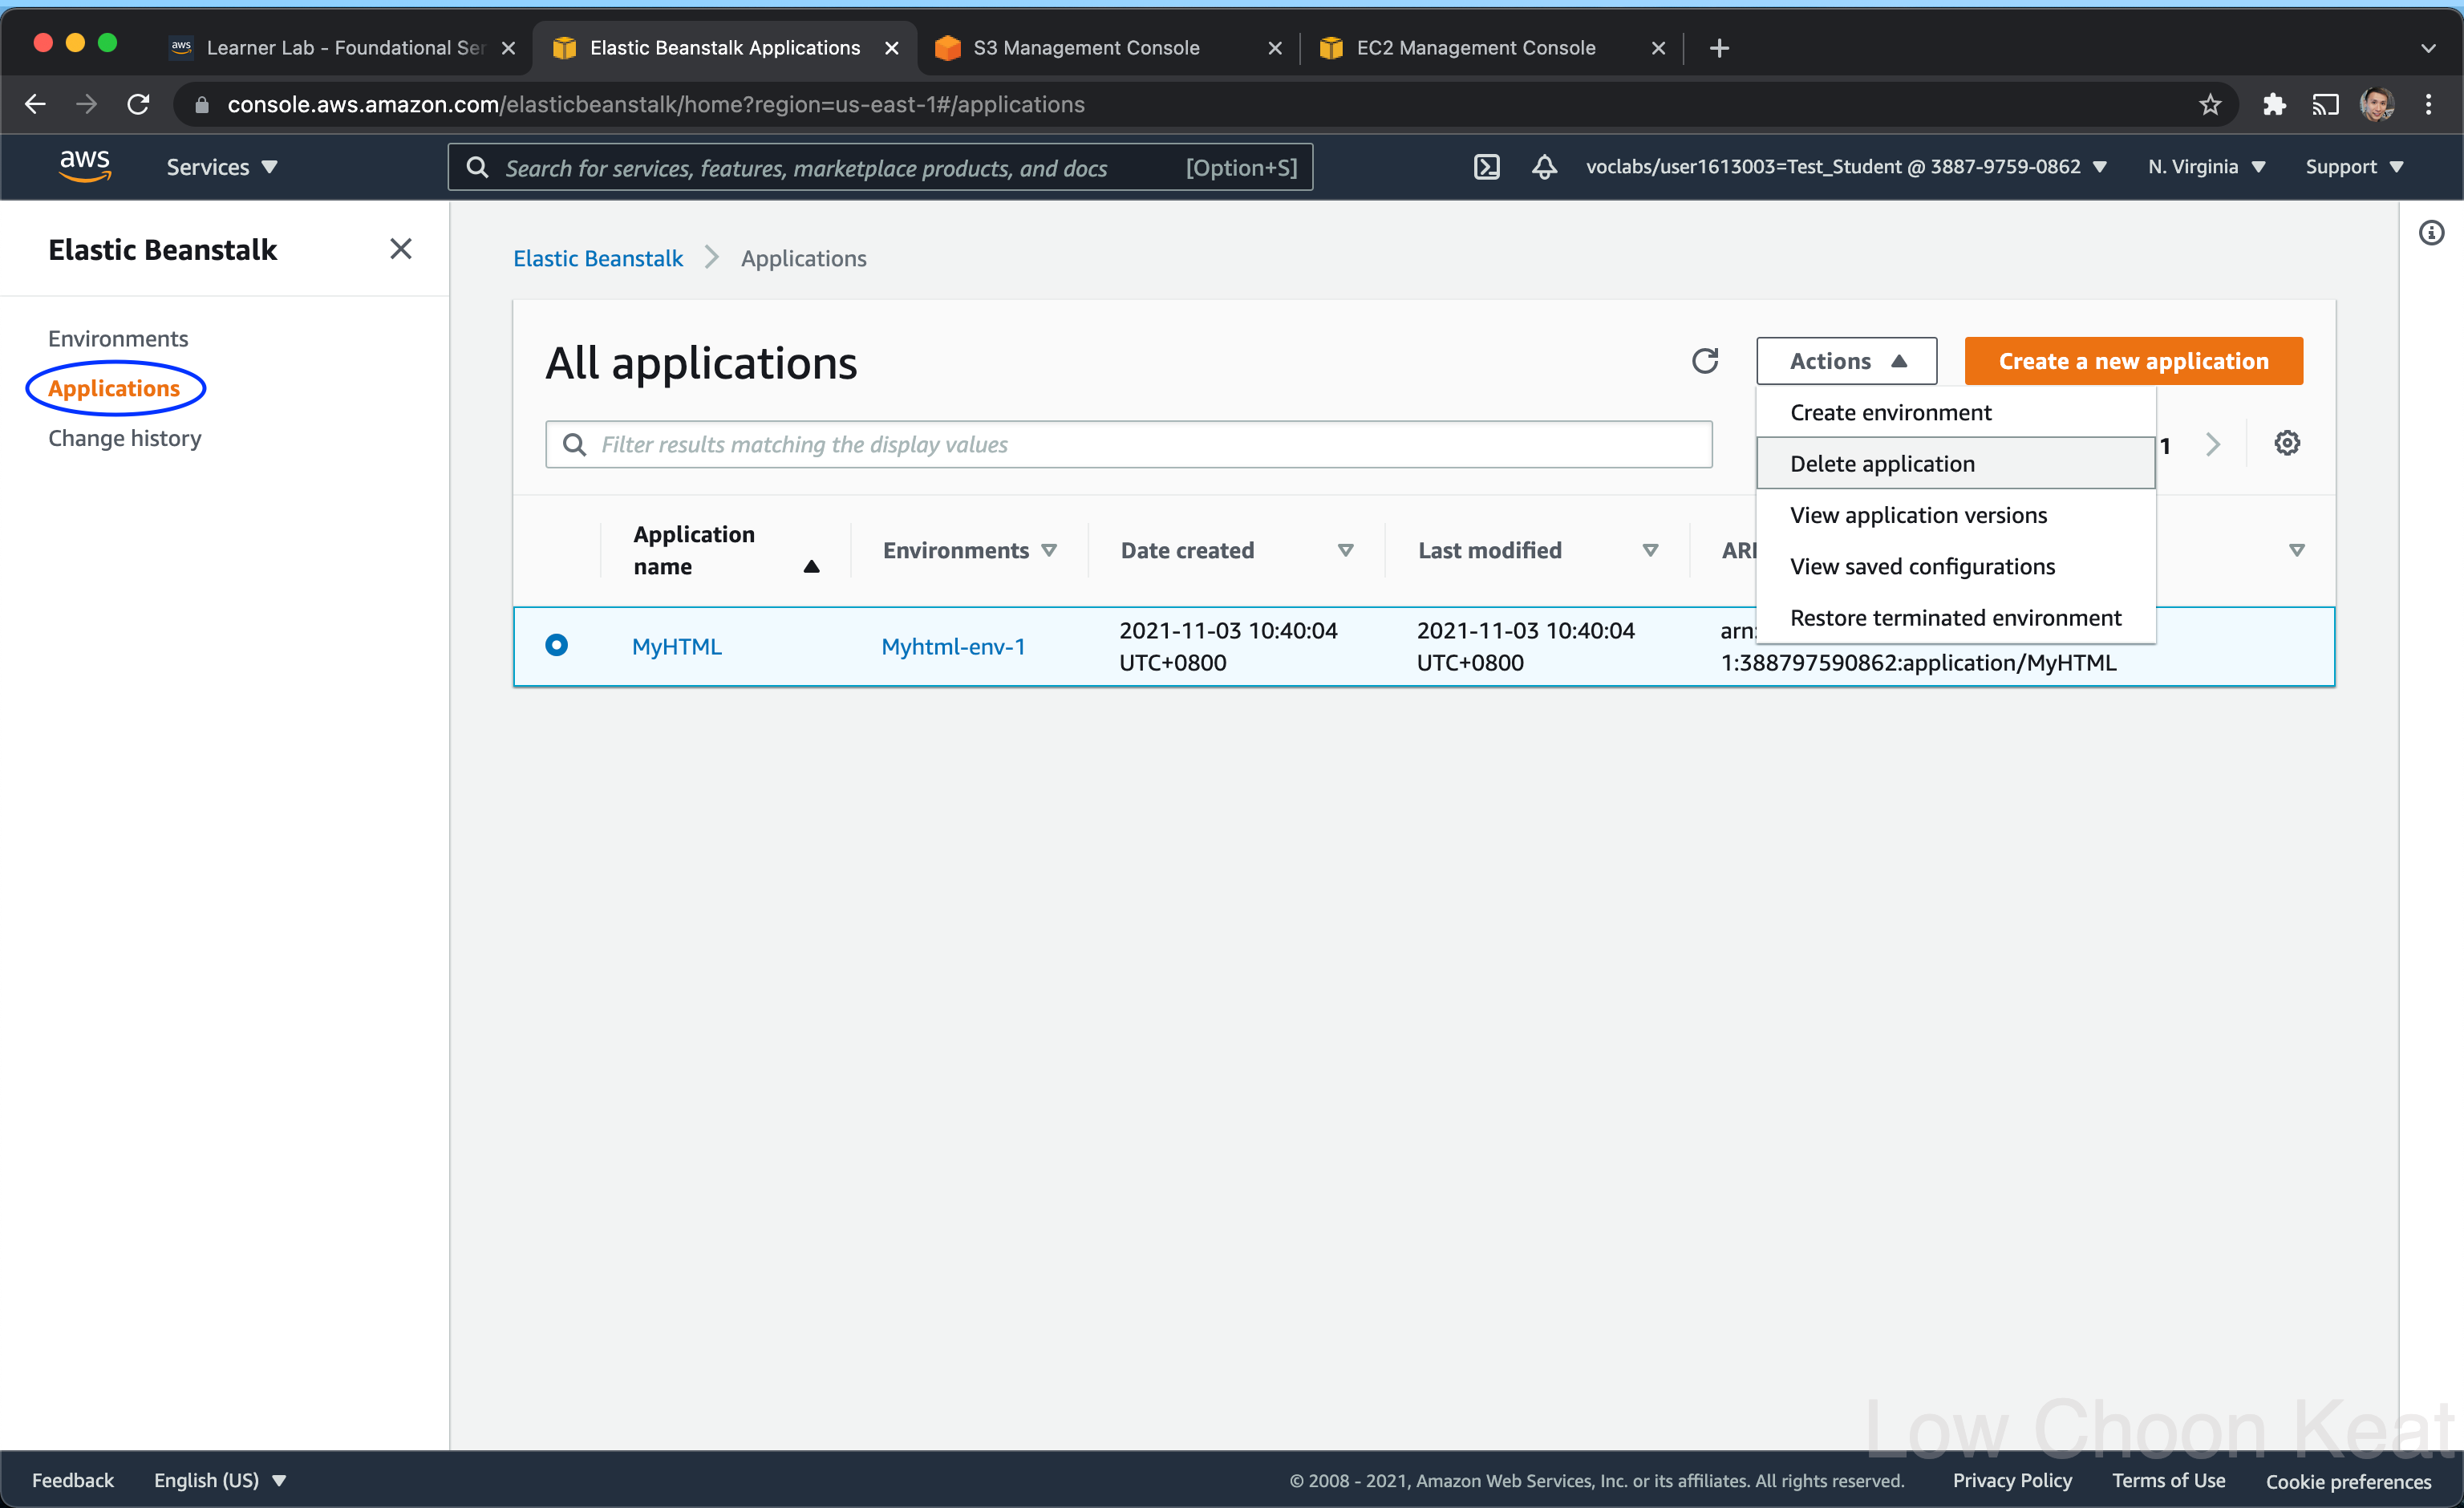 aws Learner Lab - Foundational Ser
Elastic Beanstalk Applications
S3 Management Console
EC2 Management Console
console.aws.amazon.com/elasticbeanstalk/home?region=us-east-1#/applications
aws Services
Search for services, features, marketplace products, and docs [Option+S]
voclabs/user1613003=Test_Student @ 3887-9759-0862
N. Virginia
Support
Elastic Beanstalk
Environments
Applications
Change history
Elastic Beanstalk Applications
All applications
Actions
Create a new application
Filter results matching the display values
1
Create environment
Delete application
View application versions
View saved configurations
Restore terminated environment
Application
name
Environments
Date created
Last modified
MyHTML
Myhtml-env-1
2021-11-03 10:40:04
UTC+0800
2021-11-03 10:40:04
UTC+0800
arn:
1:388797590862:application/MyHTML
Low Choon Keat
Feedback
English (US)
© 2008 - 2021, Amazon Web Services, Inc. or its affiliates. All rights reserved.
Privacy Policy
Terms of Use
Cookie preferences